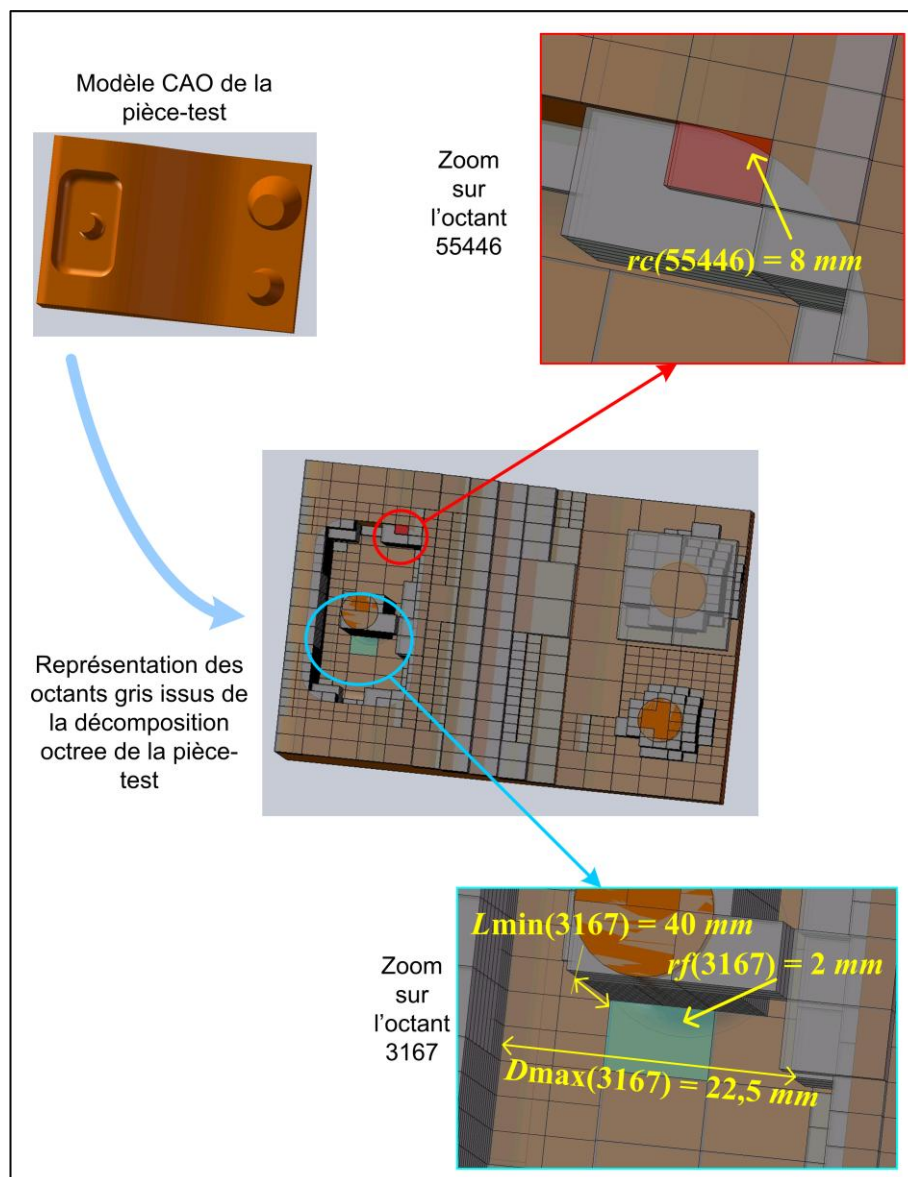 Modèle CAO de la
pièce-test
Zoom
sur
l'octant
55446
rc(55446) = 8 mm
Représentation des
octants gris issus de
la décomposition
octree de la pièce-
test
Zoom
sur
l'octant
3167
Lmin(3167) = 40 mm
rf(3167) = 2 mm
Dmax(3167) = 22,5 mm